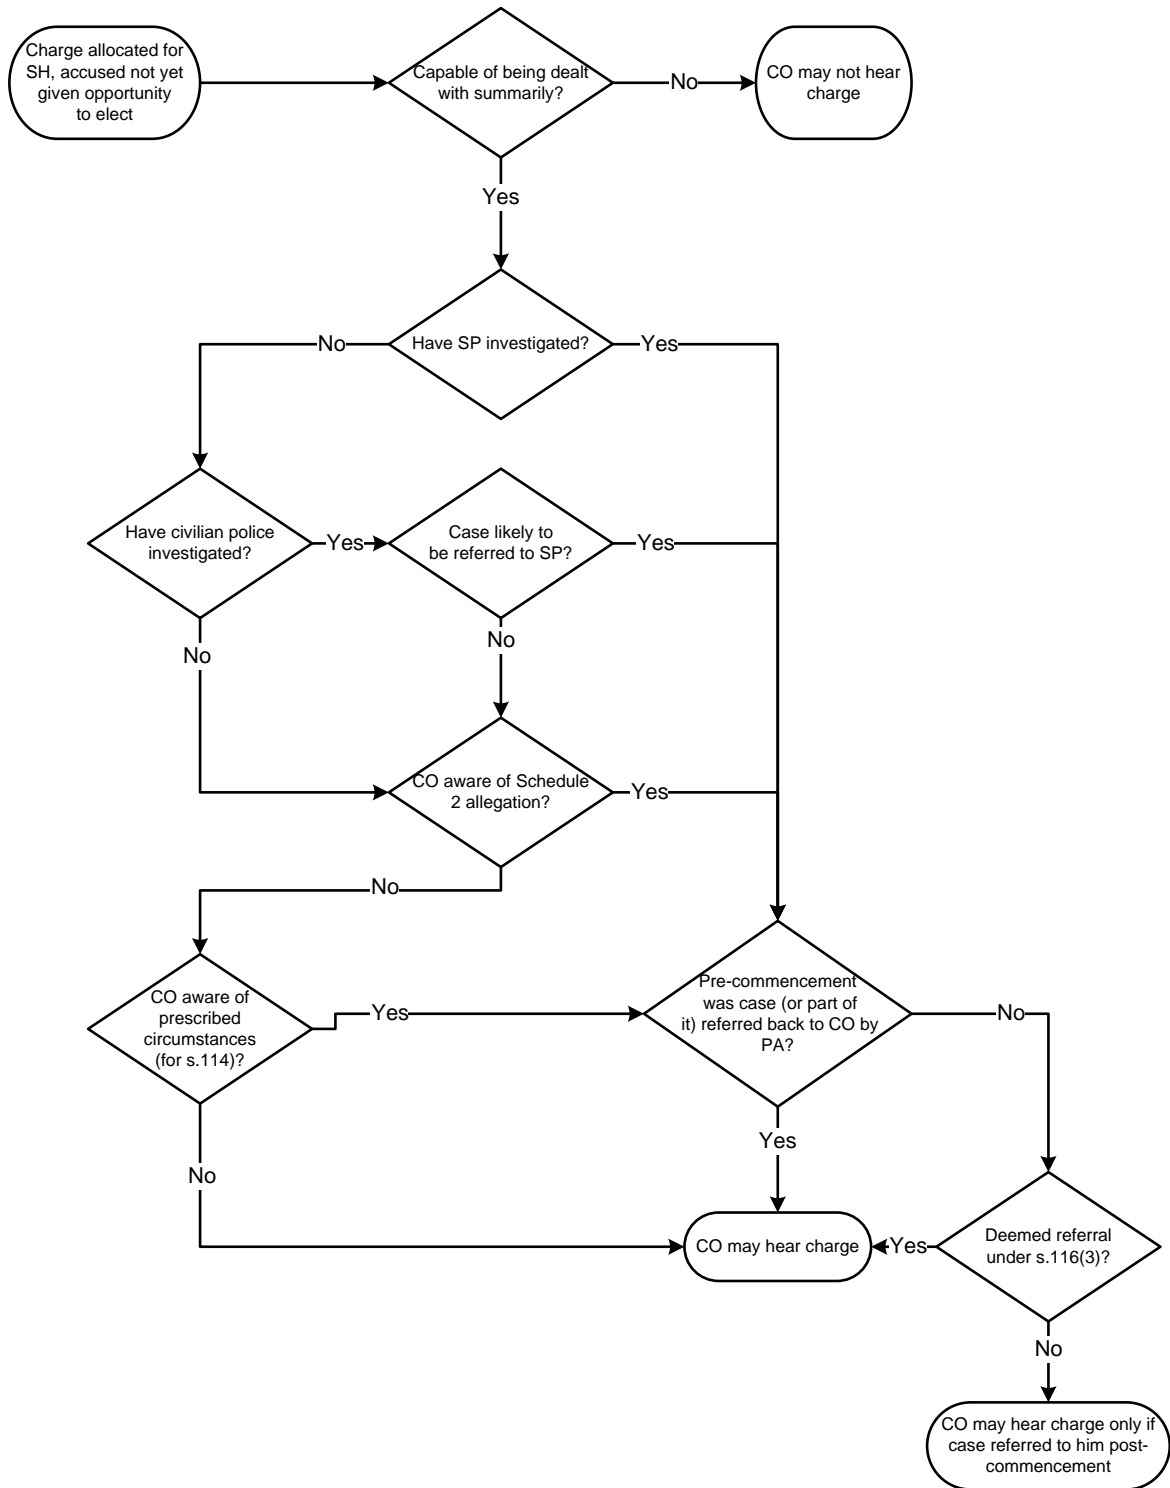 Charge allocated for
SH, accused not yet
given opportunity
to elect
Capable of being dealt
with summarily?
No
CO may not hear
charge
Yes
Have SP investigated?
No
Yes
Have civilian police
investigated?
Yes
Case likely to
be referred to SP?
Yes
No
No
CO aware of Schedule
2 allegation?
Yes
No
CO aware of
prescribed
circumstances
(for s.114)?
Yes
Pre-commencement
was case (or part of
it) referred back to CO by
PA?
No
Yes
No
CO may hear charge
Yes
Deemed referral
under s.116(3)?
No
CO may hear charge only if
case referred to him post-
commencement